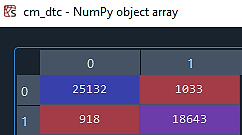 cm_dtc - NumPy object array
0 1
0 25132 1033
1 918 18643